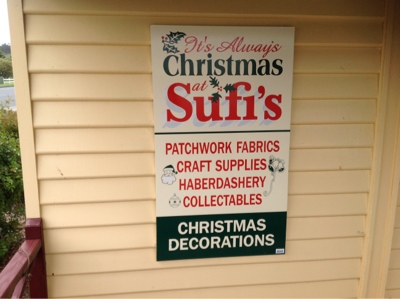 It's Always
Christmas
at
Sufi's
PATCHWORK FABRICS
CRAFT SUPPLIES
HABERDASHERY
COLLECTABLES
CHRISTMAS
DECORATIONS